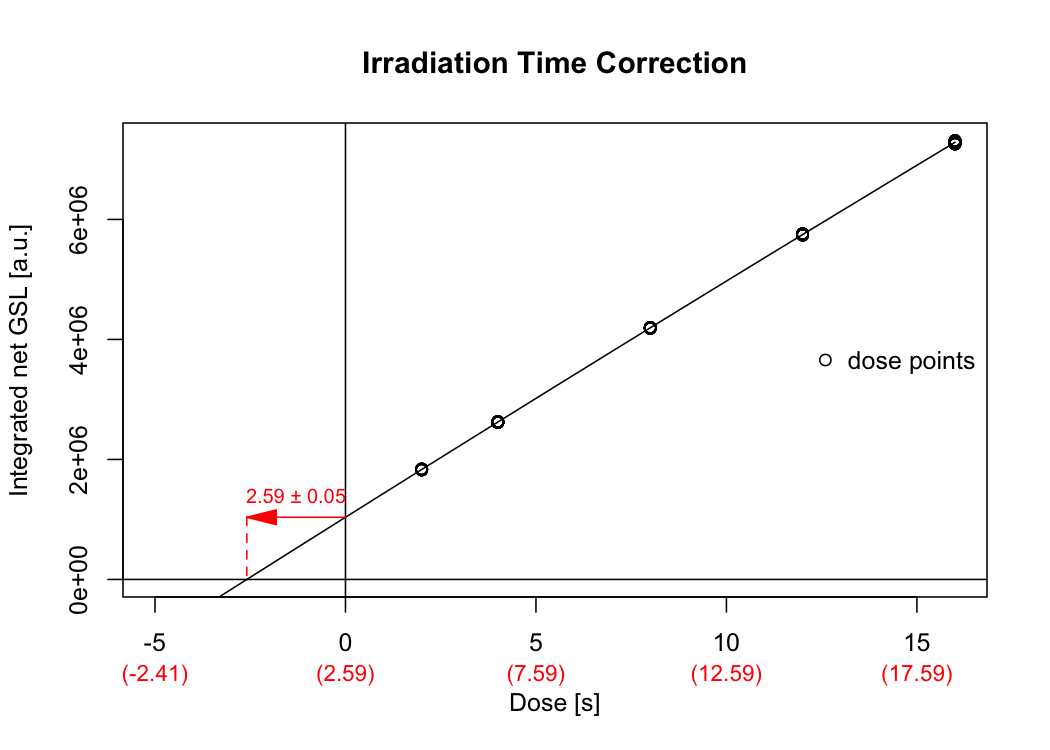 Irradiation Time Correction
Integrated net GSL [a.u.]
6e+06
4e+06
2e+06
0e+00
dose points
2.59 ± 0.05
-5 0 5 10 15
(-2.41) (2.59) (7.59) (12.59) (17.59)
Dose [s]